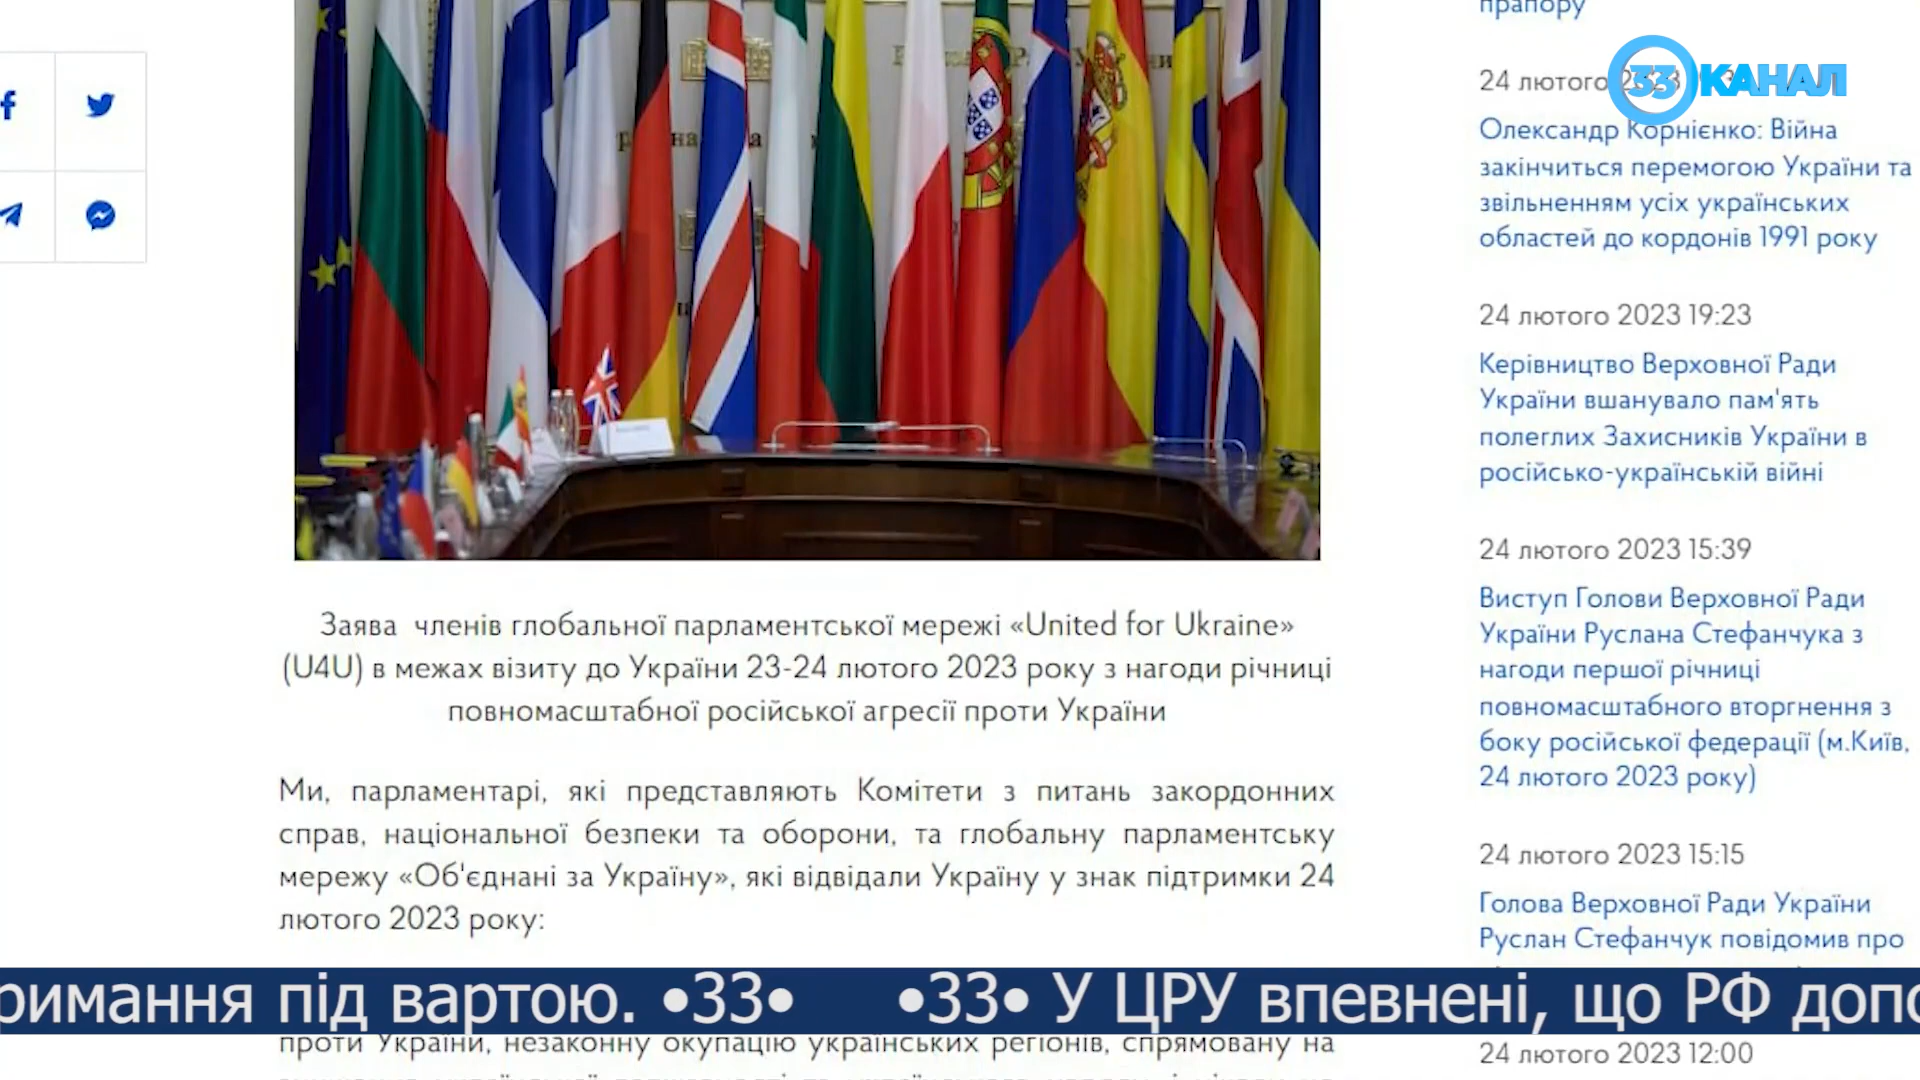 Заява членів глобальної парламентської мережі «United for Ukraine»
(U4U) в межах візиту до України 23-24 лютого 2023 року з нагоди річниці
повномасштабної російської агресії проти України
Ми, парламентарі, які представляють Комітети з питань закордонних
справ, національної безпеки та оборони, та глобальну парламентську
мережу «Об'єднані за Україну», які відвідали Україну у знак підтримки 24
лютого 2023 року:
проти України, незаконну окупацію українських регіонів, спрямовану на
прапору
24 лютого 2023
33 КАНАЛ
Олександр Корнієнко: Війна
закінчиться перемогою України та
звільненням усіх українських
областей до кордонів 1991 року
24 лютого 2023 19:23
Керівництво Верховної Ради
України вшанувало пам'ять
полеглих Захисників України в
російсько-українській війні
24 лютого 2023 15:39
Виступ Голови Верховної Ради
України Руслана Стефанчука з
нагоди першої річниці
повномасштабного вторгнення з
боку російської федерації (м.Київ,
24 лютого 2023 року)
24 лютого 2023 15:15
Голова Верховної Ради України
Руслан Стефанчук повідомив про
24 лютого 2023 12:00
римання під вартою. •33• •33• У ЦРУ впевнені, що РФ допо